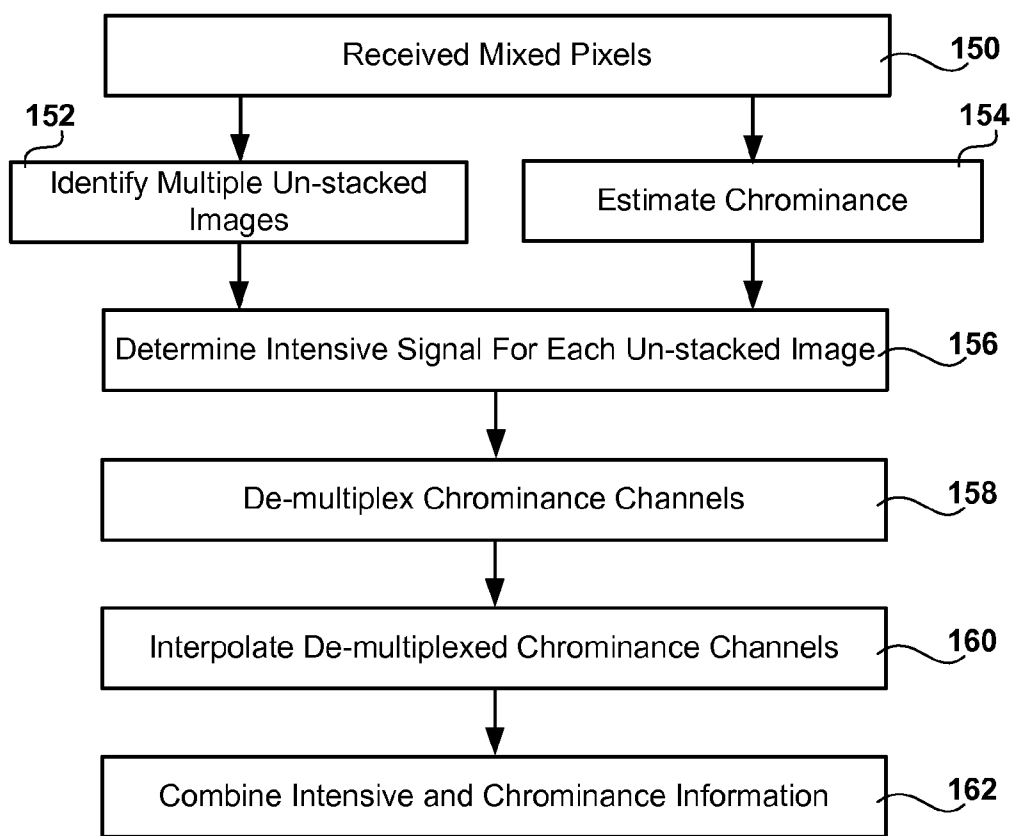 Received Mixed Pixels
150
152
154
Identify Multiple Un-stacked
Images
Estimate Chrominance
Determine Intensive Signal For Each Un-stacked Image
156
De-multiplex Chrominance Channels
158
Interpolate De-multiplexed Chrominance Channels
160
Combine Intensive and Chrominance Information
162